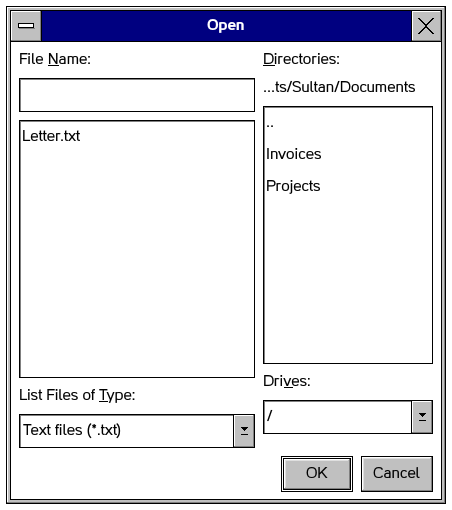 Open
File Name:
Letter.txt
List Files of Type:
Text files (*.txt)
Directories:
...ts/Sultan/Documents
..
Invoices
Projects
Drives:
/
OK
Cancel